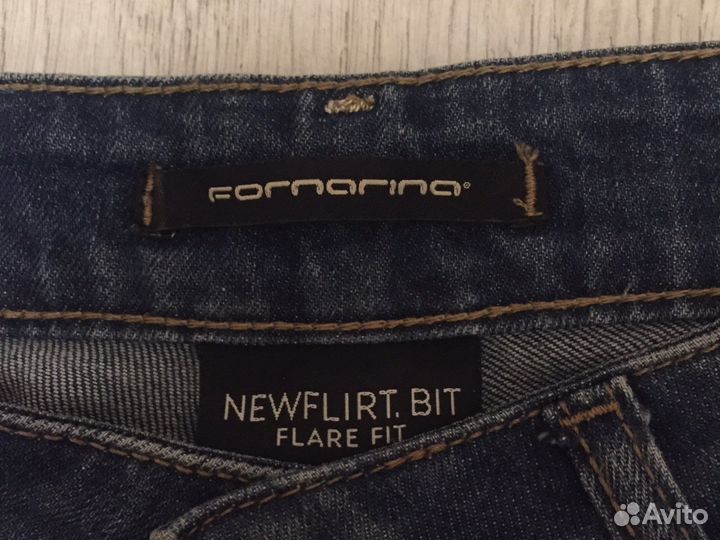 Fornarina®
NEWFLIRT. BIT
FLARE FIT
Avito